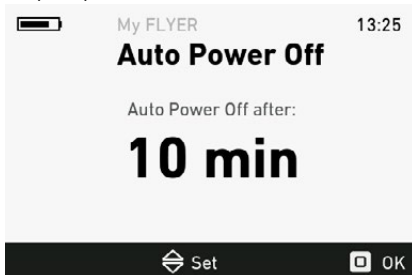 My FLYER 13:25
Auto Power Off
Auto Power Off after:
10 min
Set OK